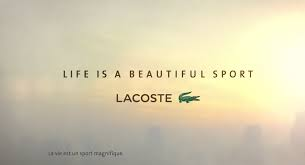 LIFE IS A BEAUTIFUL SPORT
LACOSTE
La vie est un sport magnifique.